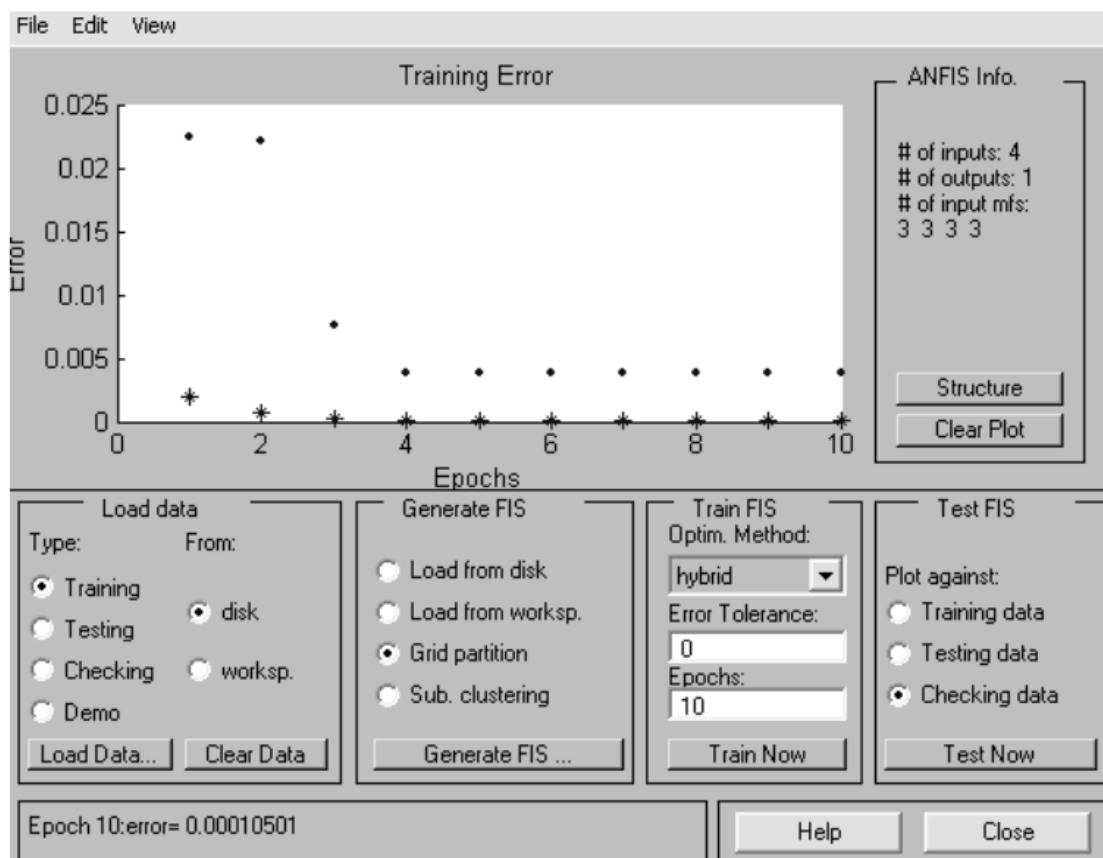 File Edit View
Training Error
0.025
0.02
0.015
0.01
0.005
0
Error
0 2 4 6 8 10
Epochs
ANFIS Info.
# of inputs: 4
# of outputs: 1
# of input mfs:
3 3 3 3
Structure
Clear Plot
Load data
Type: From:
Training
disk
Testing
Checking
worksp.
Demo
Load Data... Clear Data
Generate FIS
Load from disk
Load from worksp.
Grid partition
Sub. clustering
Generate FIS ...
Train FIS
Optim. Method:
hybrid
Error Tolerance:
0
Epochs:
10
Train Now
Test FIS
Plot against:
Training data
Testing data
Checking data
Test Now
Epoch 10:error= 0.00010501
Help Close